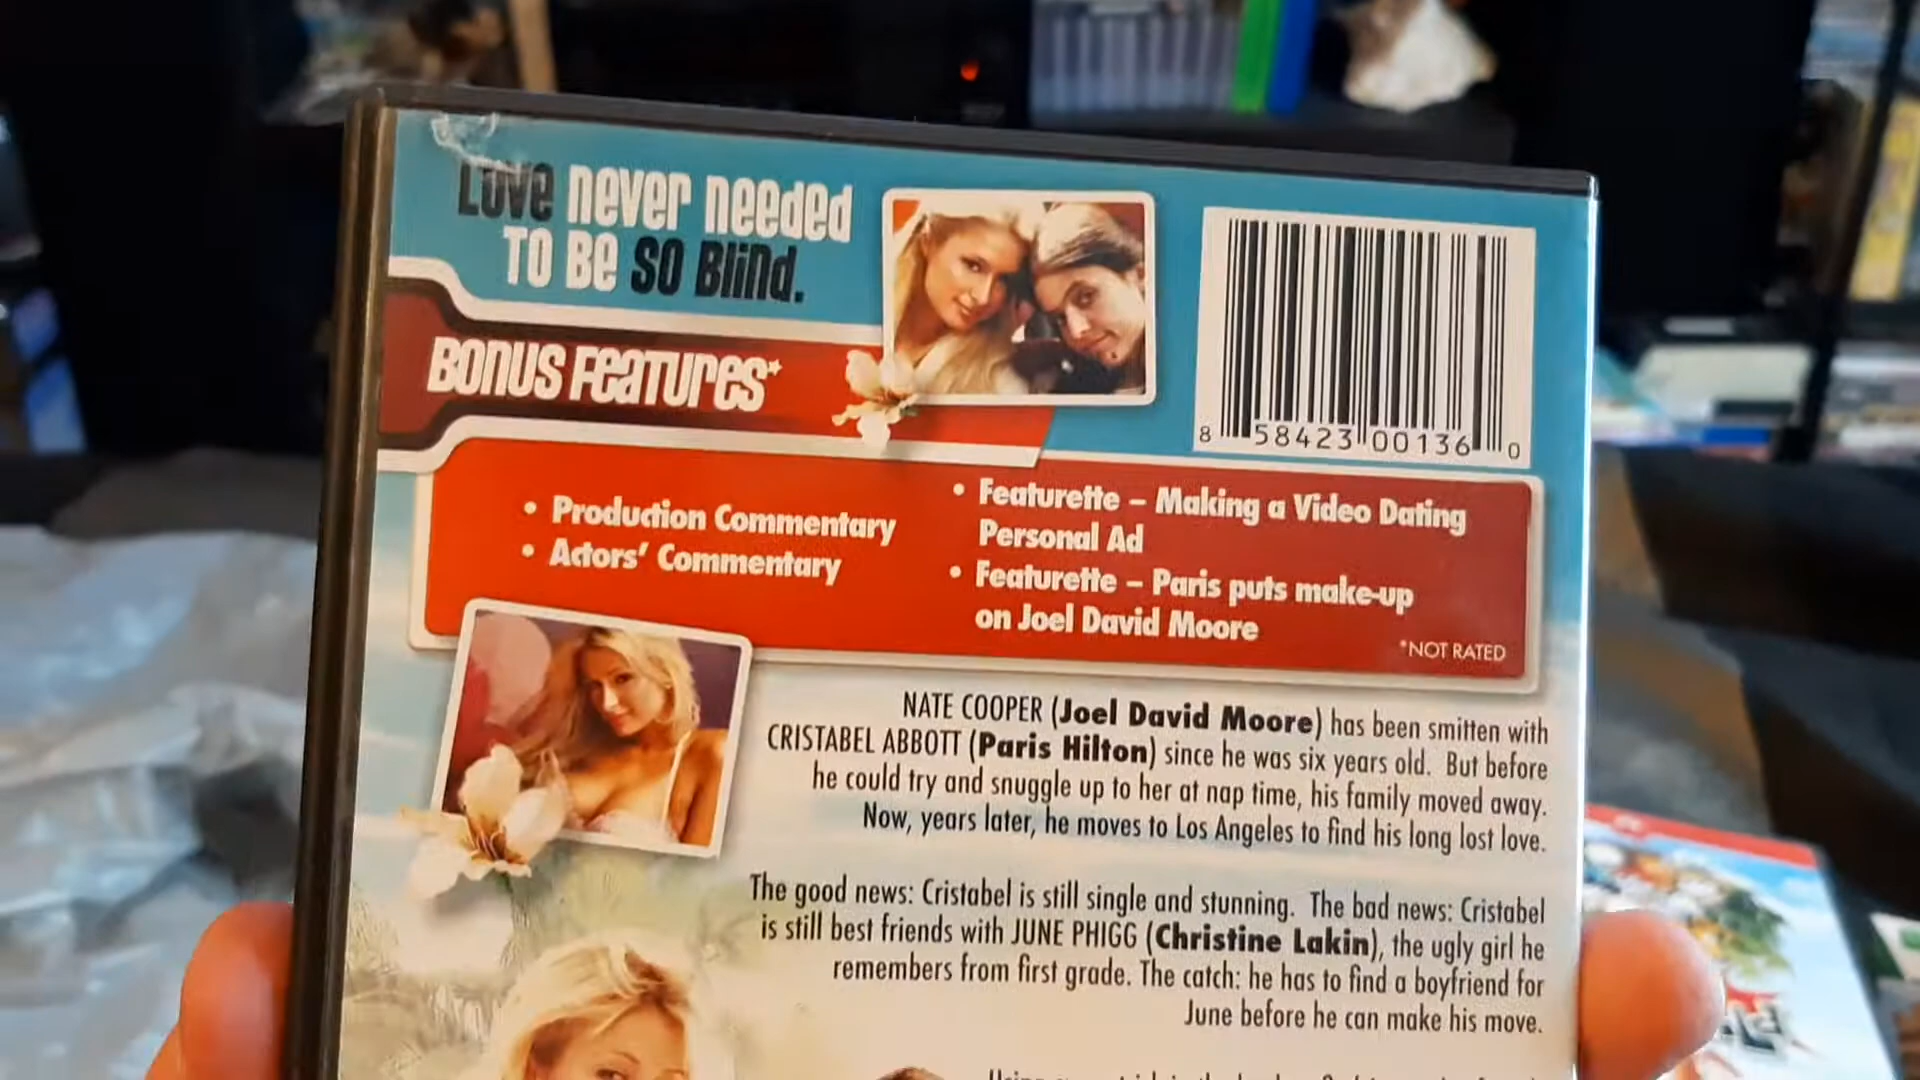 Love never needed
TO Be SO Blind.
BONUS FEATURES*
8 58423 00136 0
• Production Commentary
• Actors' Commentary
• Featurette – Making a Video Dating
Personal Ad
• Featurette – Paris puts make-up
on Joel David Moore
*NOT RATED
NATE COOPER (Joel David Moore) has been smitten with
CRISTABEL ABBOTT (Paris Hilton) since he was six years old. But before
he could try and snuggle up to her at nap time, his family moved away.
Now, years later, he moves to Los Angeles to find his long lost love.
The good news: Cristabel is still single and stunning. The bad news: Cristabel
is still best friends with JUNE PHIGG (Christine Lakin), the ugly girl he
remembers from first grade. The catch: he has to find a boyfriend for
June before he can make his move.